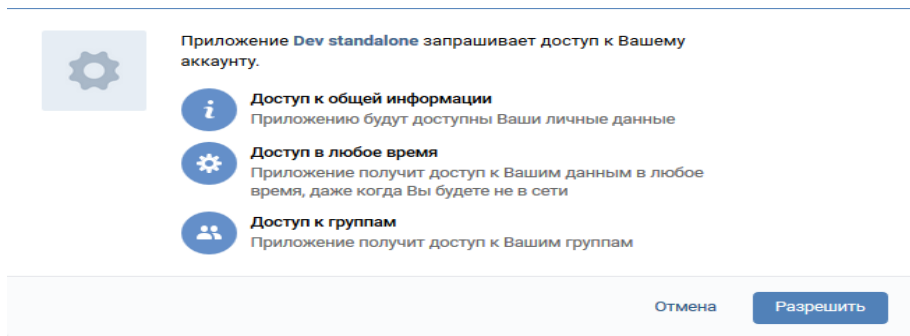 Приложение Dev standalone запрашивает доступ к Вашему
аккаунту.
Доступ к общей информации
Приложению будут доступны Ваши личные данные
Доступ в любое время
Приложение получит доступ к Вашим данным в любое
время, даже когда Вы будете не в сети
Доступ к группам
Приложение получит доступ к Вашим группам
Отмена
Разрешить